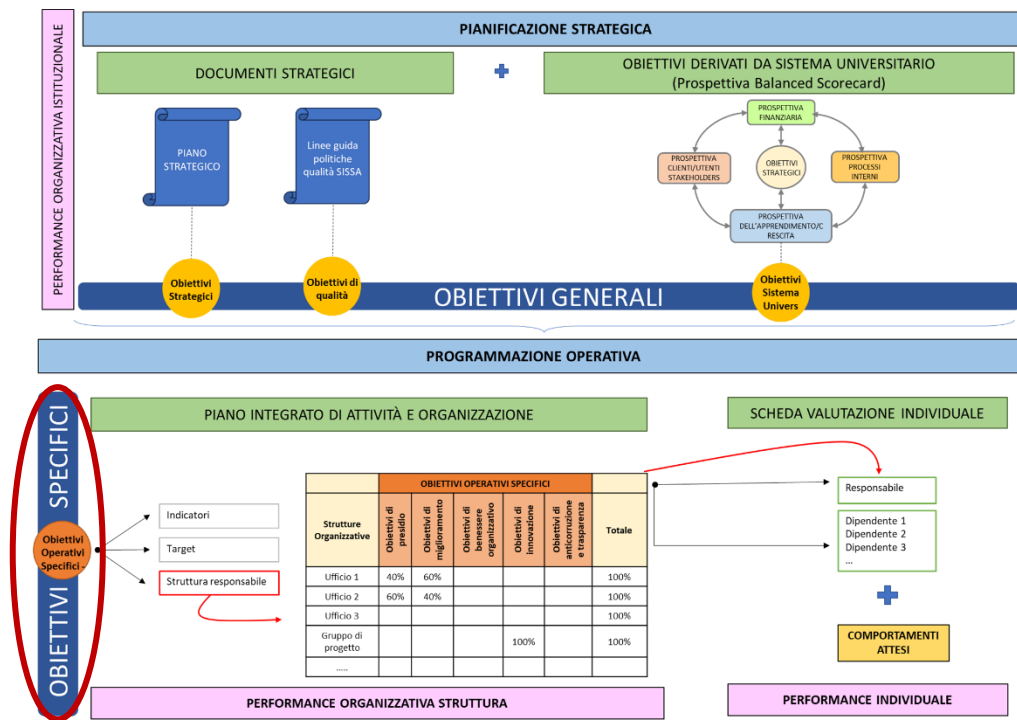 PERFORMANCE ORGANIZZATIVA ISTITUZIONALE
PIANIFICAZIONE STRATEGICA
DOCUMENTI STRATEGICI
OBIETTIVI DERIVATI DA SISTEMA UNIVERSITARIO
(Prospettiva Balanced Scorecard)
PIANO
STRATEGICO
Linee guida
politiche
qualità SISSA
PROSPETTIVA
FINANZIARIA
PROSPETTIVA
CLIENTI/UTENTI
STAKEHOLDERS
OBIETTIVI
STRATEGICI
PROSPETTIVA
PROCESSI
INTERNI
PROSPETTIVA
DELL'APPRENDIMENTO/C
RESCITA
Obiettivi
Strategici
Obiettivi di
qualità
OBIETTIVI GENERALI
Obiettivi
Sistema
Univers
PROGRAMMAZIONE OPERATIVA
OBIETTIVI SPECIFICI
Obiettivi
Operativi
Specifici -
PIANO INTEGRATO DI ATTIVITÀ E ORGANIZZAZIONE
SCHEDA VALUTAZIONE INDIVIDUALE
Indicatori
Target
Struttura responsabile
OBIETTIVI OPERATIVI SPECIFICI
Strutture
Organizzative
Obiettivi di
presidio
Obiettivi di
miglioramento
Obiettivi di
benessere
organizzativo
Obiettivi di
innovazione
Obiettivi di
anticorruzione
e trasparenza
Totale
Ufficio 1 40% 60% 100%
Ufficio 2 60% 40% 100%
Ufficio 3 100%
Gruppo di
progetto 100% 100%
.....
Responsabile
Dipendente 1
Dipendente 2
Dipendente 3
...
COMPORTAMENTI
ATTESI
PERFORMANCE ORGANIZZATIVA STRUTTURA
PERFORMANCE INDIVIDUALE